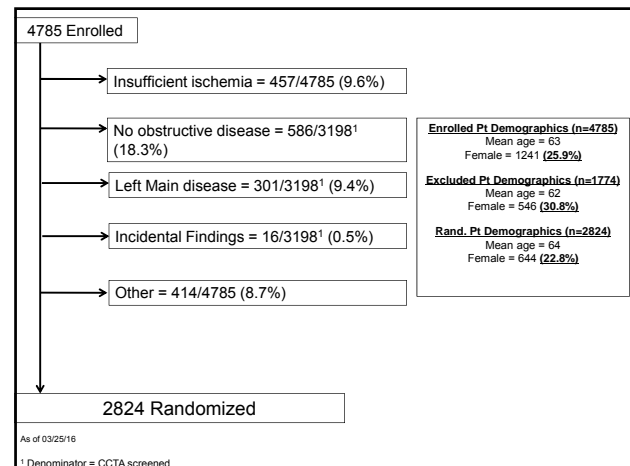 4785 Enrolled
Insufficient ischemia = 457/4785 (9.6%)
No obstructive disease = 586/3198¹
(18.3%)
Left Main disease = 301/3198¹ (9.4%)
Incidental Findings = 16/3198¹ (0.5%)
Other = 414/4785 (8.7%)
Enrolled Pt Demographics (n=4785)
Mean age = 63
Female = 1241 (25.9%)
Excluded Pt Demographics (n=1774)
Mean age = 62
Female = 546 (30.8%)
Rand. Pt Demographics (n=2824)
Mean age = 64
Female = 644 (22.8%)
2824 Randomized
As of 03/25/16
¹ Denominator = CCTA screened